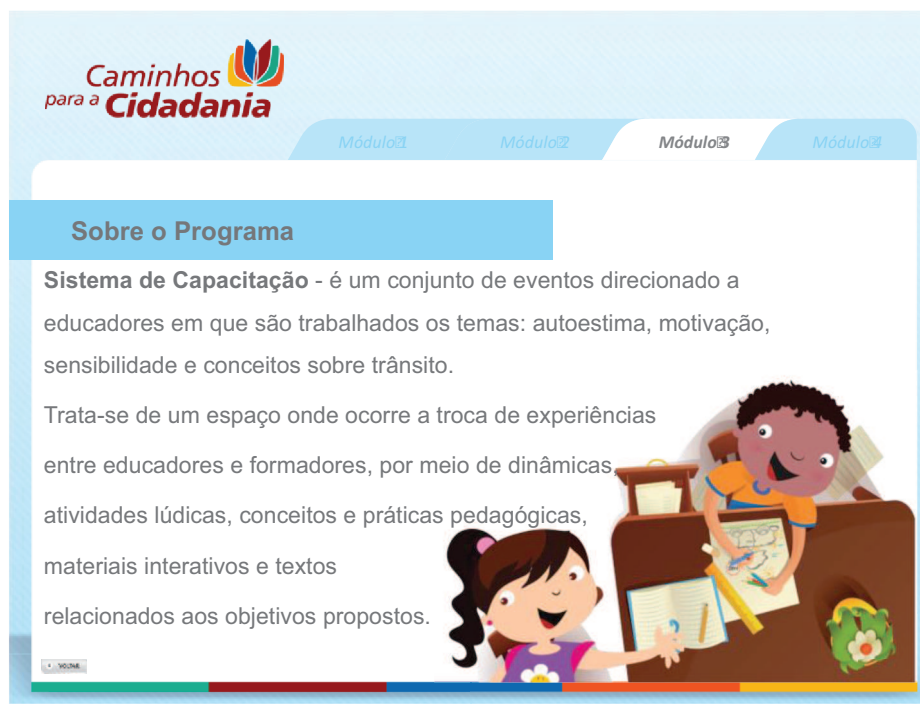 Caminhos
para a Cidadania
Módulo 1 Módulo 2 Módulo 3 Módulo 4
Sobre o Programa
Sistema de Capacitação - é um conjunto de eventos direcionado a
educadores em que são trabalhados os temas: autoestima, motivação,
sensibilidade e conceitos sobre trânsito.
Trata-se de um espaço onde ocorre a troca de experiências
entre educadores e formadores, por meio de dinâmicas,
atividades lúdicas, conceitos e práticas pedagógicas,
materiais interativos e textos
relacionados aos objetivos propostos.
VOLTAR